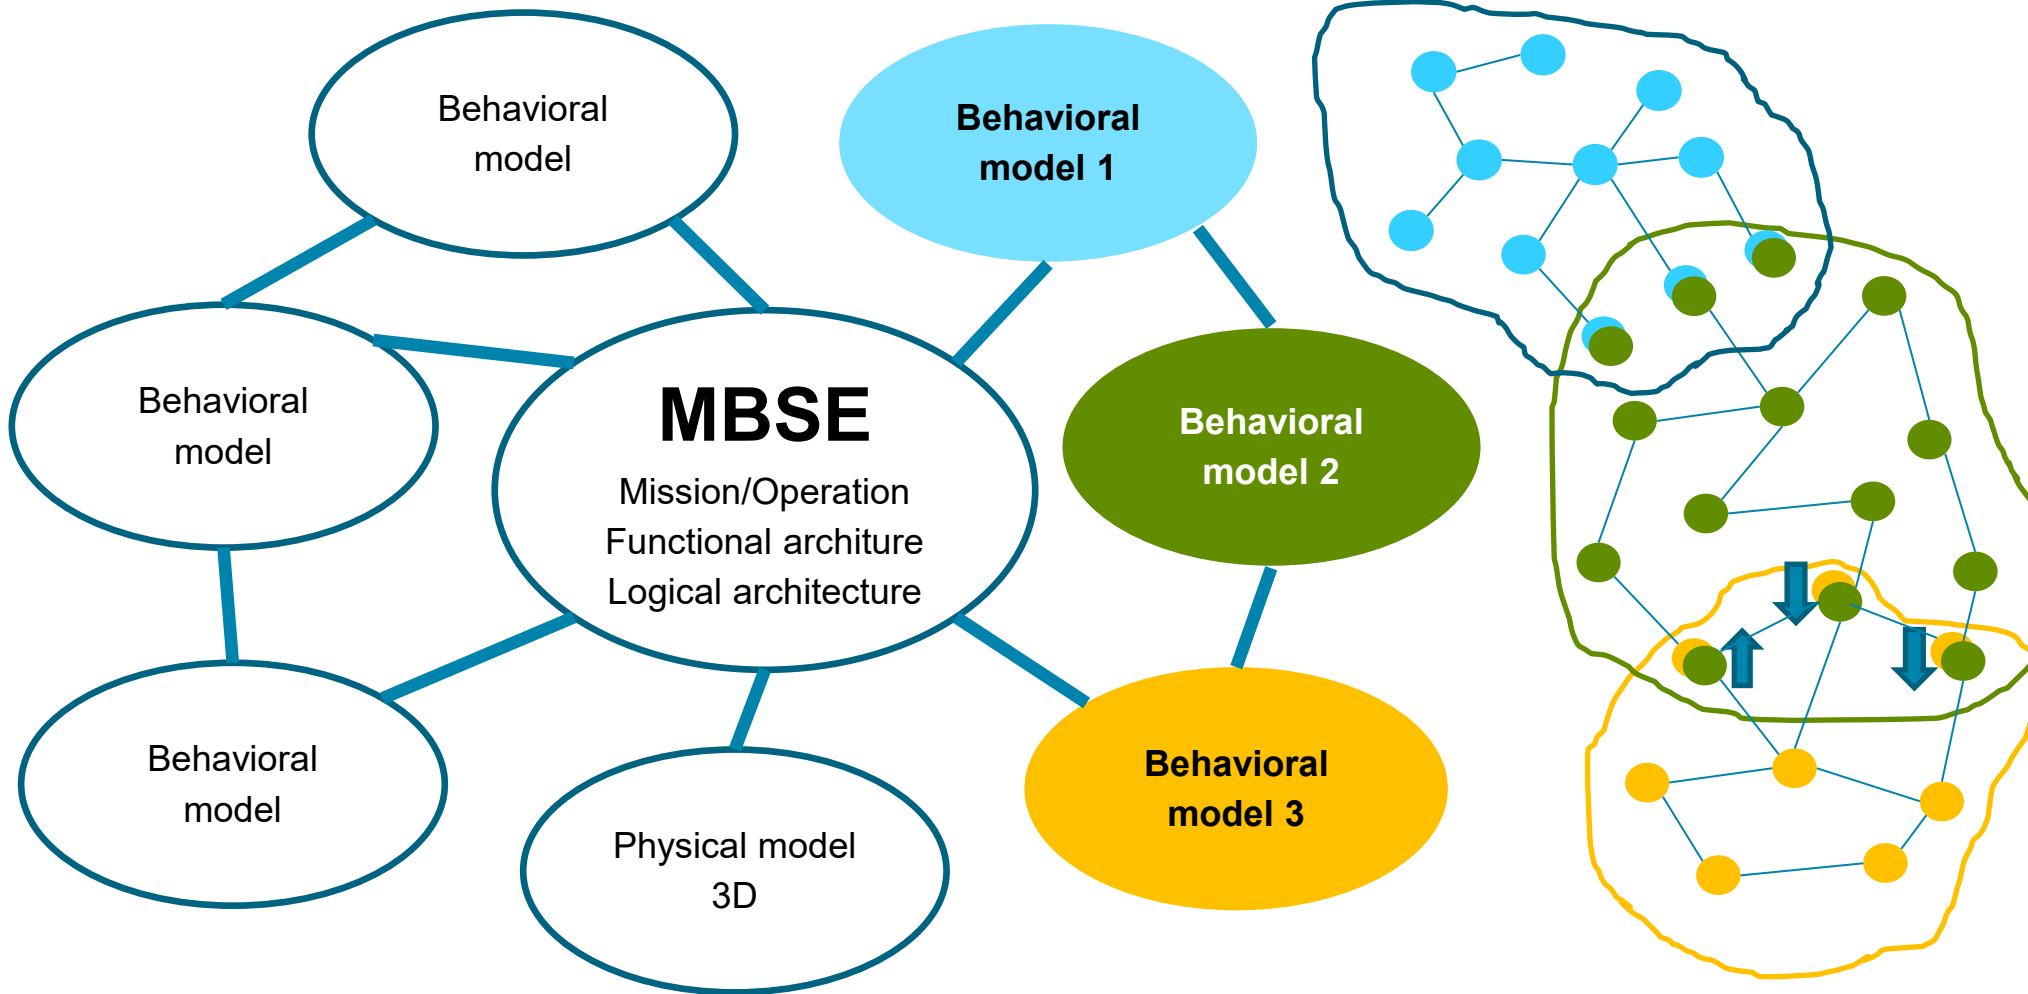 Behavioral
model
Behavioral
model 1
Behavioral
model
MBSE
Mission/Operation
Functional architure
Logical architecture
Behavioral
model 2
Behavioral
model
Physical model
3D
Behavioral
model 3